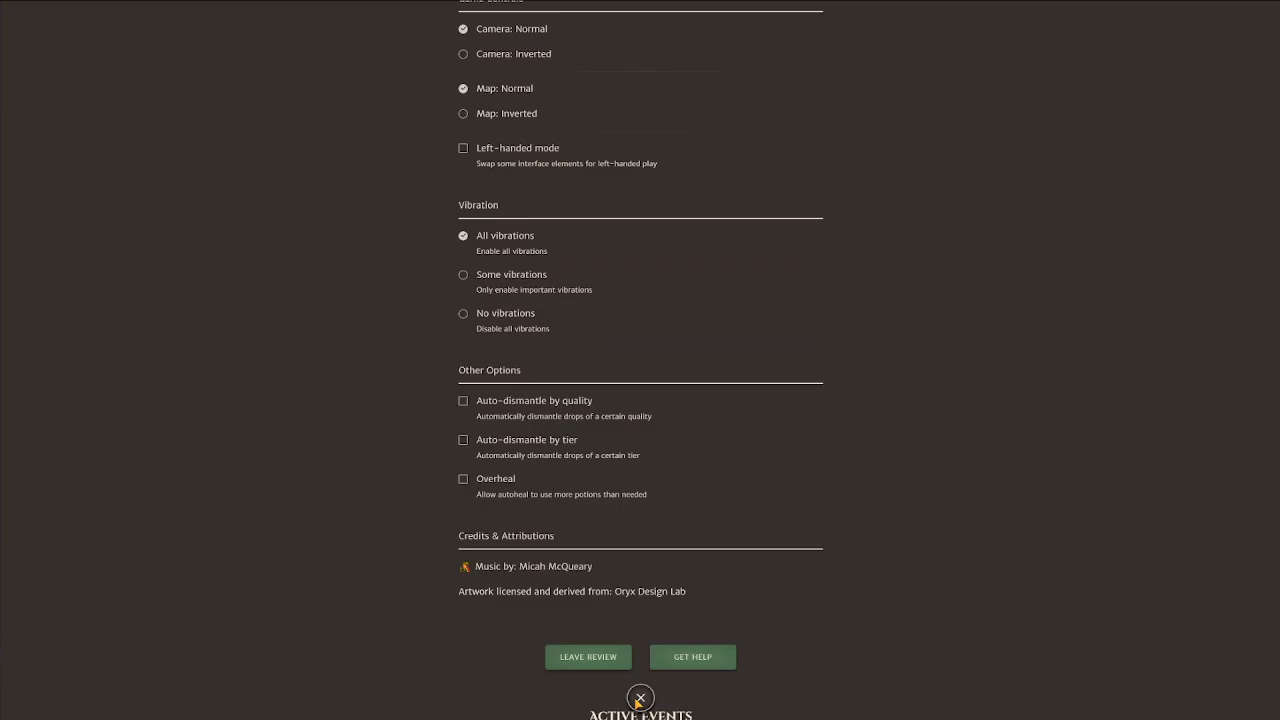 Game Controls
Camera: Normal
Camera: Inverted
Map: Normal
Map: Inverted
Left-handed mode
Swap some interface elements for left-handed play
Vibration
All vibrations
Enable all vibrations
Some vibrations
Only enable important vibrations
No vibrations
Disable all vibrations
Other Options
Auto-dismantle by quality
Automatically dismantle drops of a certain quality
Auto-dismantle by tier
Automatically dismantle drops of a certain tier
Overheal
Allow autoheal to use more potions than needed
Credits & Attributions
Music by: Micah McQueary
Artwork licensed and derived from: Oryx Design Lab
LEAVE REVIEW GET HELP
ACTIVE EVENTS